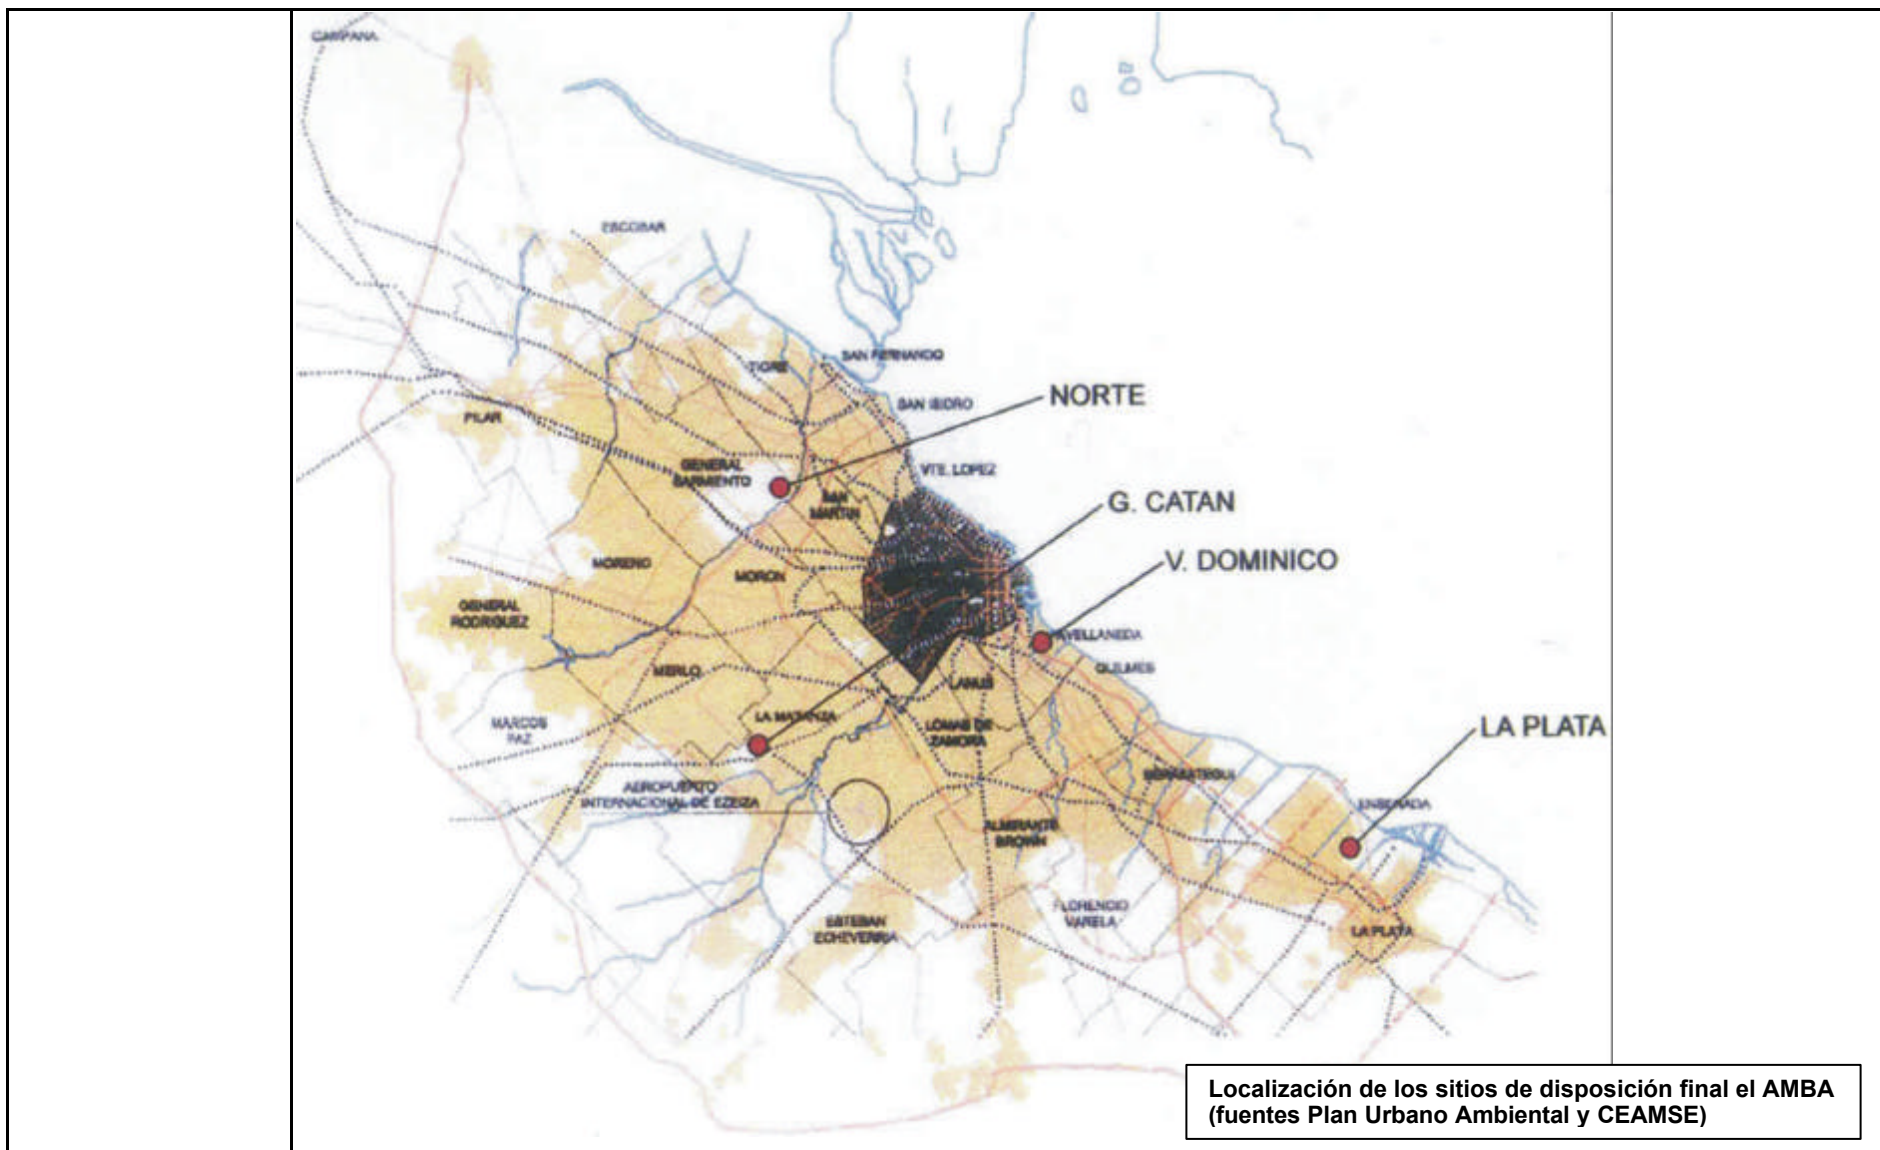 CAMPANA
ESCOBAR
TIGRE
SAN FERNANDO
SAN ISIDRO
NORTE
PILAR
GENERAL
SARMIENTO
VTE. LOPEZ
SAN
MARTIN
G. CATAN
MORENO
MORON
V. DOMINICO
GENERAL
RODRIGUEZ
AVELLANEDA
QUILMES
MERLO
LANUS
MARCOS
PAZ
LA MATANZA
LOMAS DE
ZAMORA
LA PLATA
BERAZATEGUI
AEROPUERTO
INTERNACIONAL DE EZEIZA
ENSENADA
ALMIRANTE
BROWN
FLORENCIO
VARELA
ESTEBAN
ECHEVERRIA
LA PLATA
Localización de los sitios de disposición final el AMBA
(fuentes Plan Urbano Ambiental y CEAMSE)